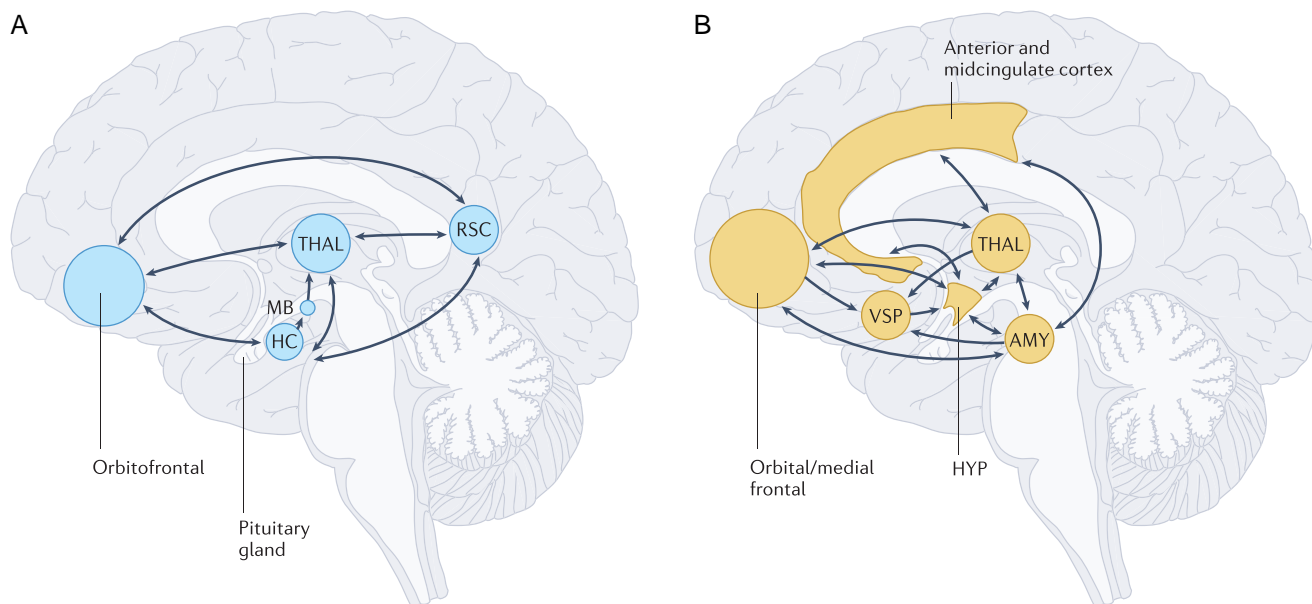 A
THAL
RSC
MB
HC
Orbitofrontal
Pituitary
gland
B
Anterior and
midcingulate cortex
THAL
VSP
AMY
Orbital/medial
frontal
HYP